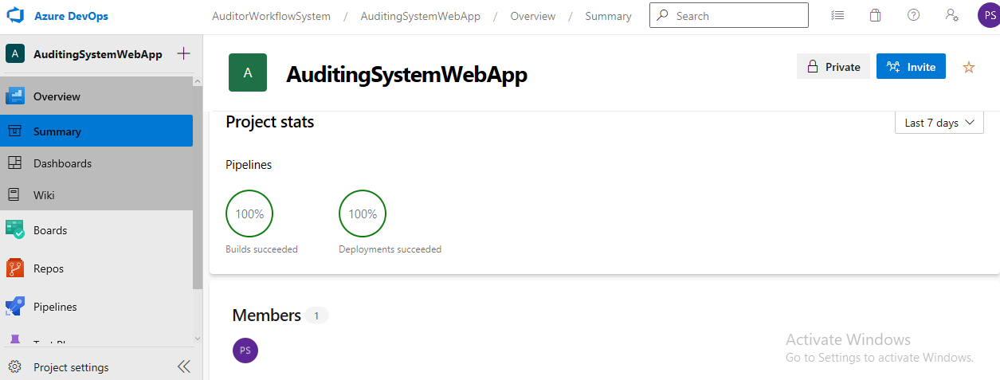 Azure DevOps
AuditorWorkflowSystem / AuditingSystemWebApp / Overview / Summary
Search
PS
A AuditingSystemWebApp
Overview
Summary
Dashboards
Wiki
Boards
Repos
Pipelines
Project settings
A AuditingSystemWebApp
Private
Invite
Project stats
Last 7 days
Pipelines
100% 100%
Builds succeeded Deployments succeeded
Members 1
PS
Activate Windows
Go to Settings to activate Windows.